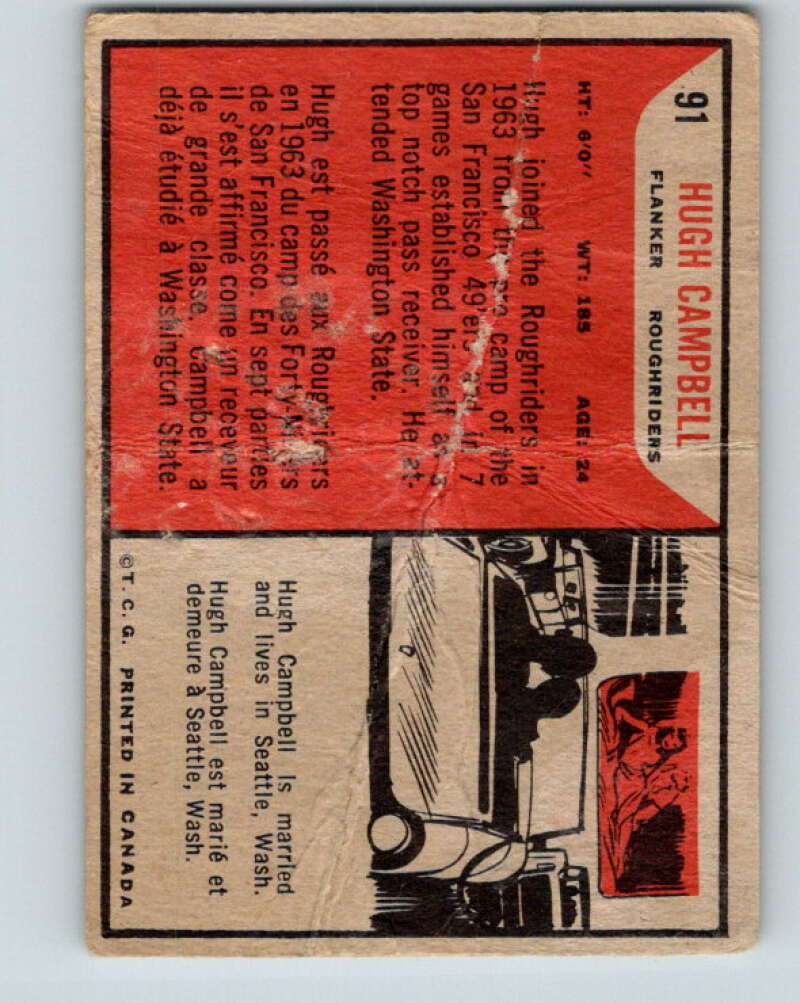 91
HUGH CAMPBELL
FLANKER ROUGHRIDERS
HT: 6'0" WT: 185 AGE: 24
Hugh joined the Roughriders in
1963 from the pro camp of the
San Francisco 49'ers and in 7
games established himself as a
top notch pass receiver. He at-
tended Washington State.
Hugh est passé aux Roughriders
en 1963 du camp des Forty-Niners
de San Francisco. En sept parties
il s'est affirmé come un receveur
de grande classe. Campbell a
déjà étudié à Washington State.
Hugh Campbell Is married
and lives in Seattle, Wash.
Hugh Campbell est marié et
demeure à Seattle, Wash.
©T. C. G. PRINTED IN CANADA